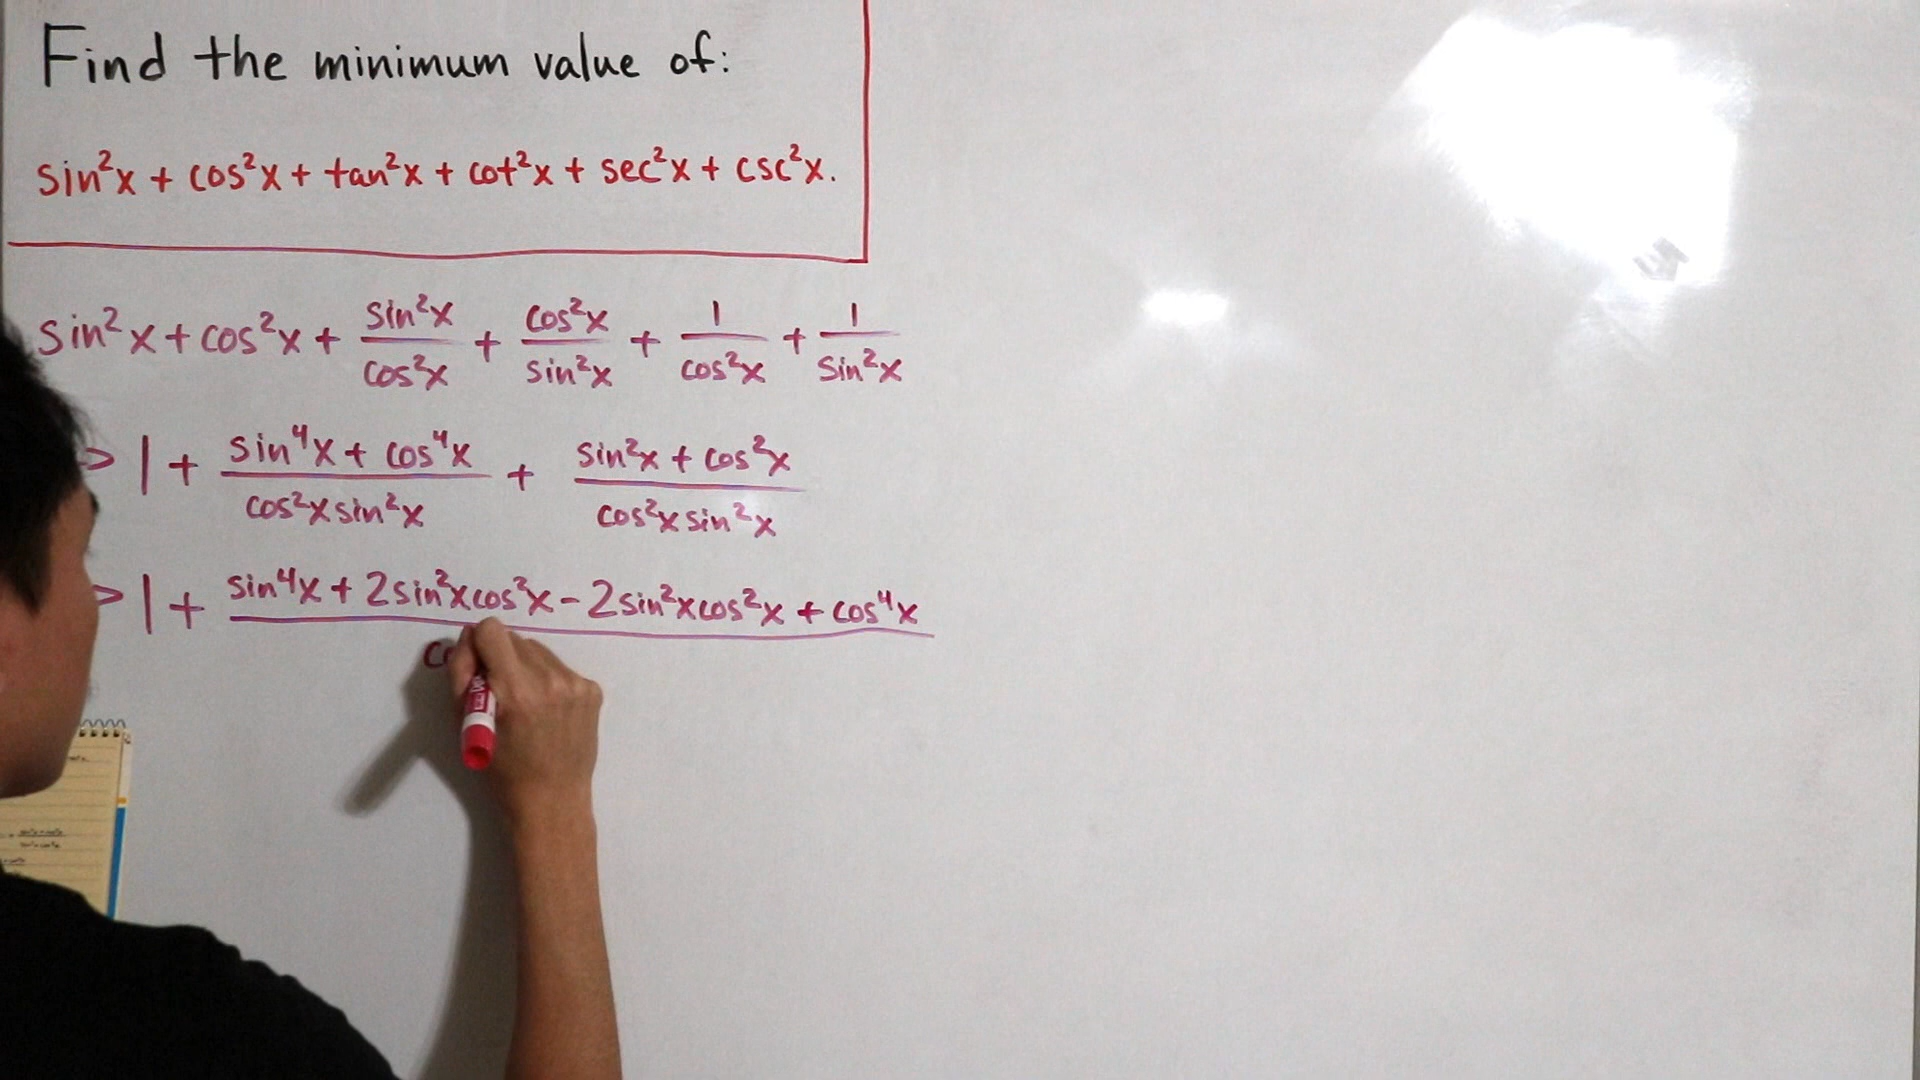 Find the minimum value of:
sin²x + cos²x + tan²x + cot²x + sec²x + csc²x.
sin²x + cos²x + sin²x/cos²x + cos²x/sin²x + 1/cos²x + 1/sin²x
> 1 + (sin⁴x + cos⁴x)/(cos²x sin²x) + (sin²x + cos²x)/(cos²x sin²x)
> 1 + sin⁴x + 2sin²xcos²x - 2sin²xcos²x + cos⁴x